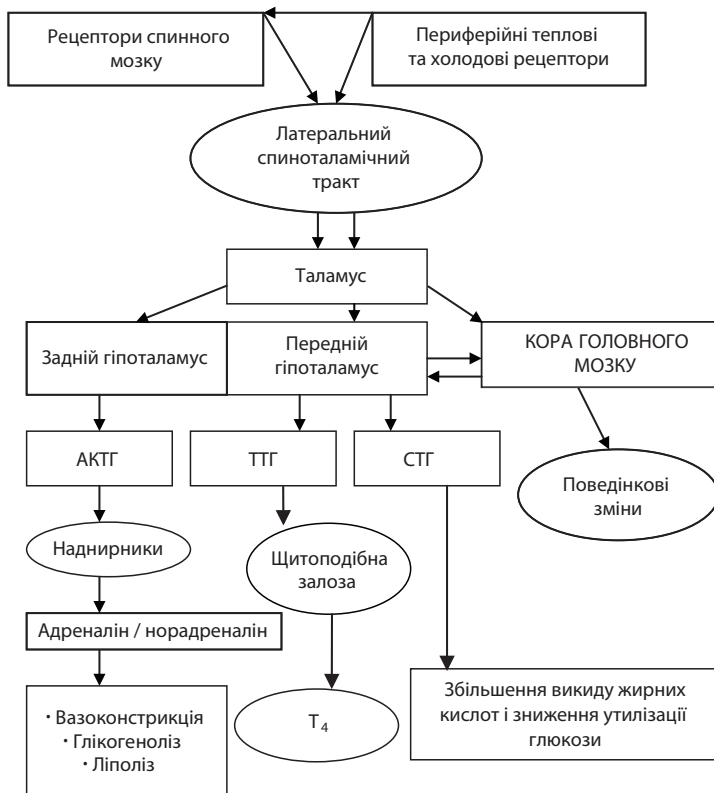 Рецептори спинного
мозку
Периферійні теплові
та холодові рецептори
Латеральний
спиноталамічний
тракт
Таламус
Задній гіпоталамус
Передній
гіпоталамус
КОРА ГОЛОВНОГО
МОЗКУ
АКТГ
ТТГ
СТГ
Поведінкові
зміни
Наднирники
Щитоподібна
залоза
Адреналін / норадреналін
· Вазоконстрикція
· Глікогеноліз
· Ліполіз
Т₄
Збільшення викиду жирних
кислот і зниження утилізації
глюкози